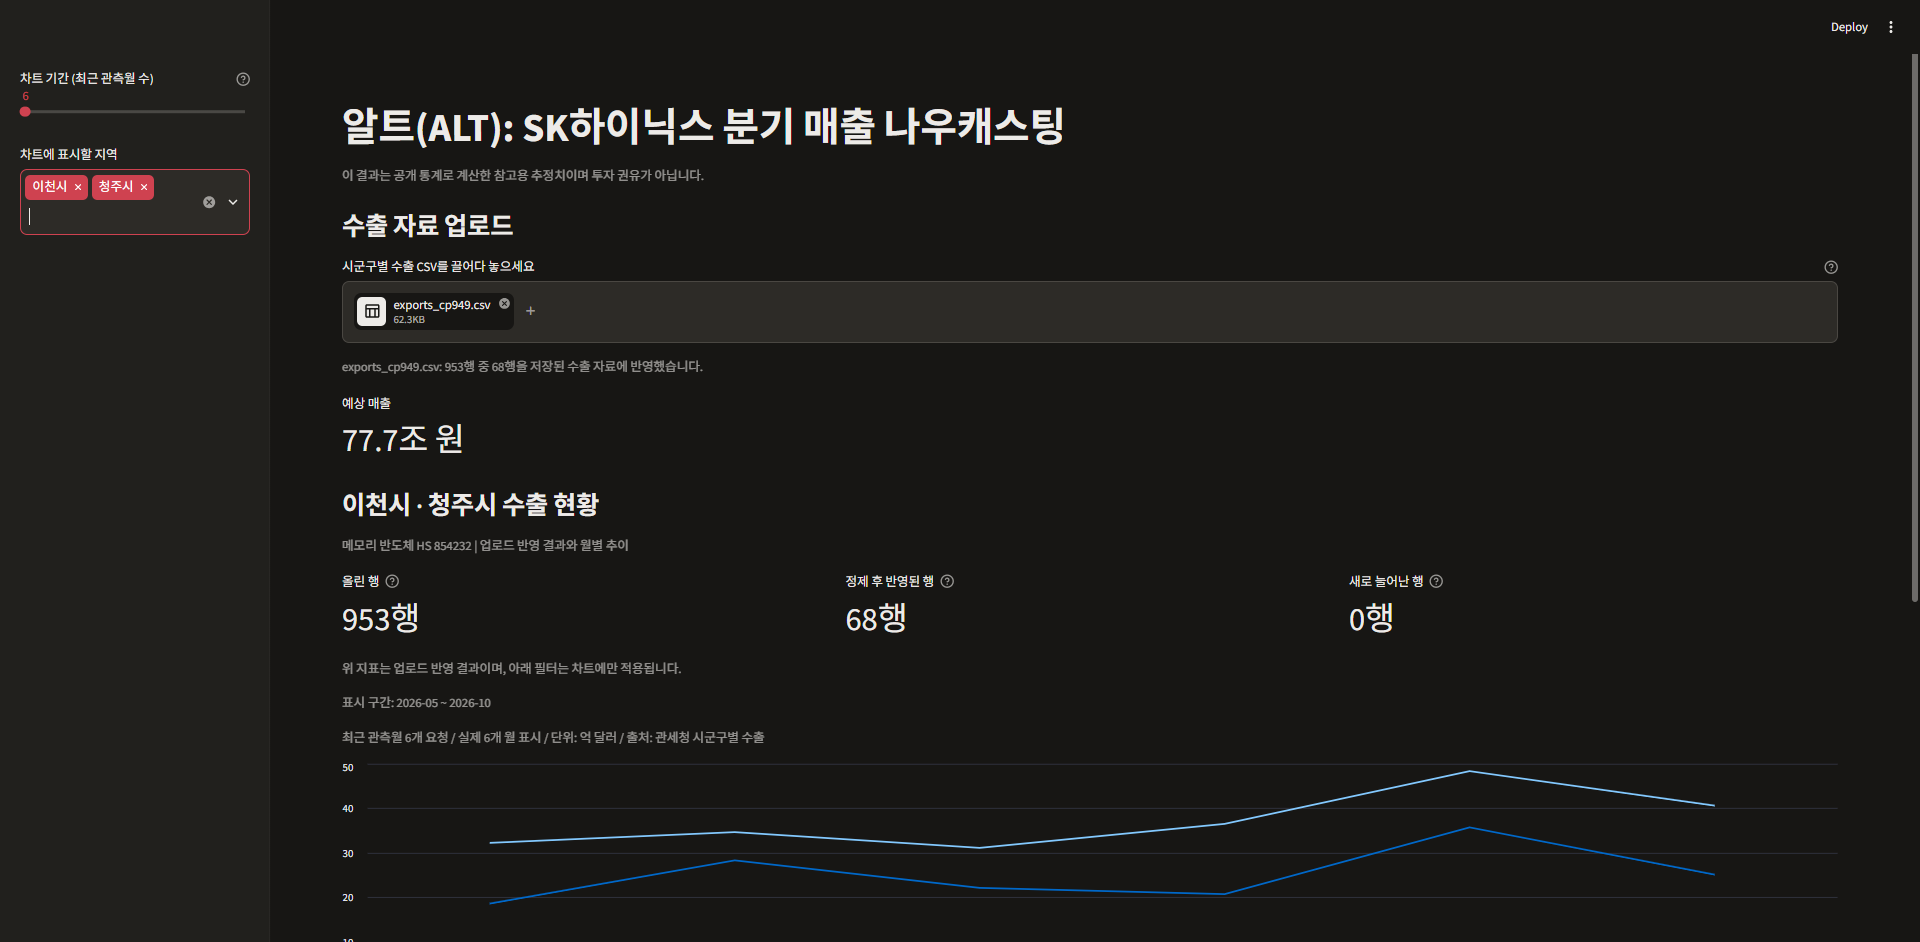 Deploy
차트 기간 (최근 관측월 수)
6
차트에 표시할 지역
이천시
청주시
알트(ALT): SK하이닉스 분기 매출 나우캐스팅
이 결과는 공개 통계로 계산한 참고용 추정치이며 투자 권유가 아닙니다.
수출 자료 업로드
시군구별 수출 CSV를 끌어다 놓으세요
exports_cp949.csv
62.3KB
exports_cp949.csv: 953행 중 68행을 저장된 수출 자료에 반영했습니다.
예상 매출
77.7조 원
이천시 · 청주시 수출 현황
메모리 반도체 HS 854232 | 업로드 반영 결과와 월별 추이
올린 행
953행
정제 후 반영된 행
68행
새로 늘어난 행
0행
위 지표는 업로드 반영 결과이며, 아래 필터는 차트에만 적용됩니다.
표시 구간: 2026-05 ~ 2026-10
최근 관측월 6개 요청 / 실제 6개 월 표시 / 단위: 억 달러 / 출처: 관세청 시군구별 수출
50
40
30
20
10